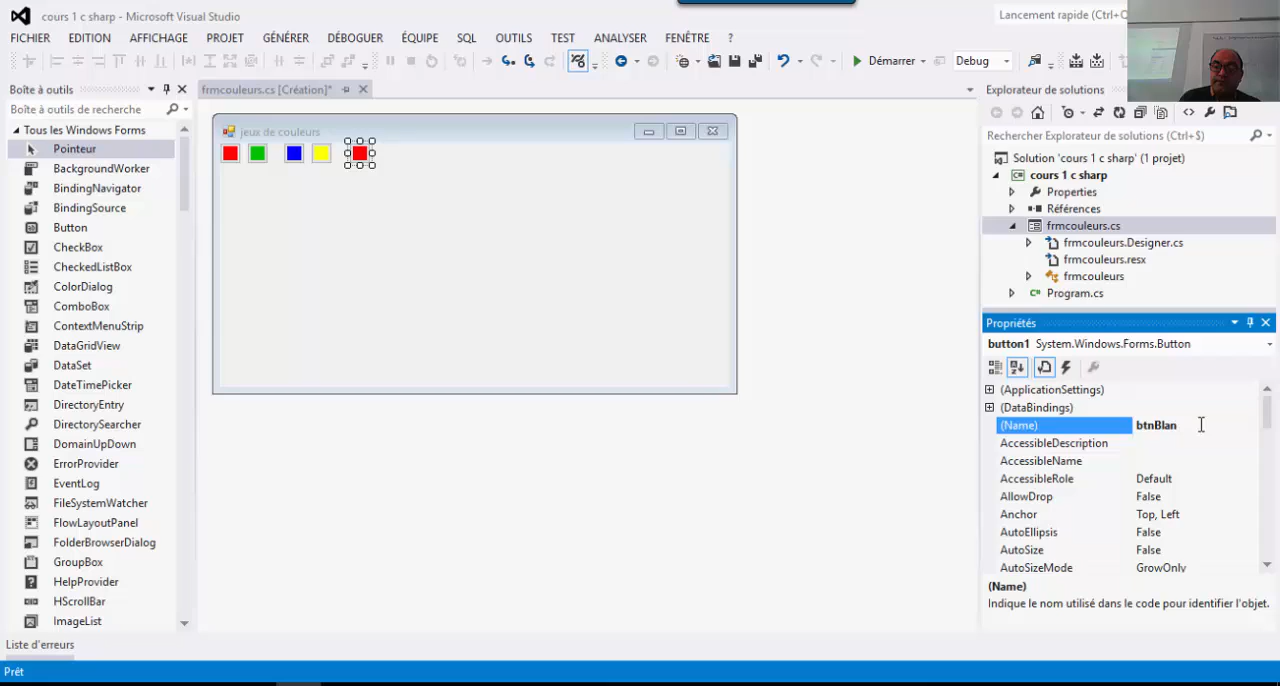 cours 1 c sharp - Microsoft Visual Studio
Lancement rapide (Ctrl+
FICHIER EDITION AFFICHAGE PROJET GÉNÉRER DÉBOGUER ÉQUIPE SQL OUTILS TEST ANALYSER FENÊTRE ?
Démarrer Debug
Boîte à outils
Rechercher Boîte à outils de recherche
Tous les Windows Forms
Pointeur
BackgroundWorker
BindingNavigator
BindingSource
Button
CheckBox
CheckedListBox
ColorDialog
ComboBox
ContextMenuStrip
DataGridView
DataSet
DateTimePicker
DirectoryEntry
DirectorySearcher
DomainUpDown
ErrorProvider
EventLog
FileSystemWatcher
FlowLayoutPanel
FolderBrowserDialog
GroupBox
HelpProvider
HScrollBar
ImageList
Liste d'erreurs
Prêt
frmcouleurs.cs [Création]*
jeux de couleurs
Explorateur de solutions
Rechercher Explorateur de solutions (Ctrl+$)
Solution 'cours 1 c sharp' (1 projet)
cours 1 c sharp
Properties
Références
frmcouleurs.cs
frmcouleurs.Designer.cs
frmcouleurs.resx
frmcouleurs
Program.cs
Propriétés
button1 System.Windows.Forms.Button
(ApplicationSettings)
(DataBindings)
(Name) btnBlan
AccessibleDescription
AccessibleName
AccessibleRole Default
AllowDrop False
Anchor Top, Left
AutoEllipsis False
AutoSize False
AutoSizeMode GrowOnly
(Name)
Indique le nom utilisé dans le code pour identifier l'objet.